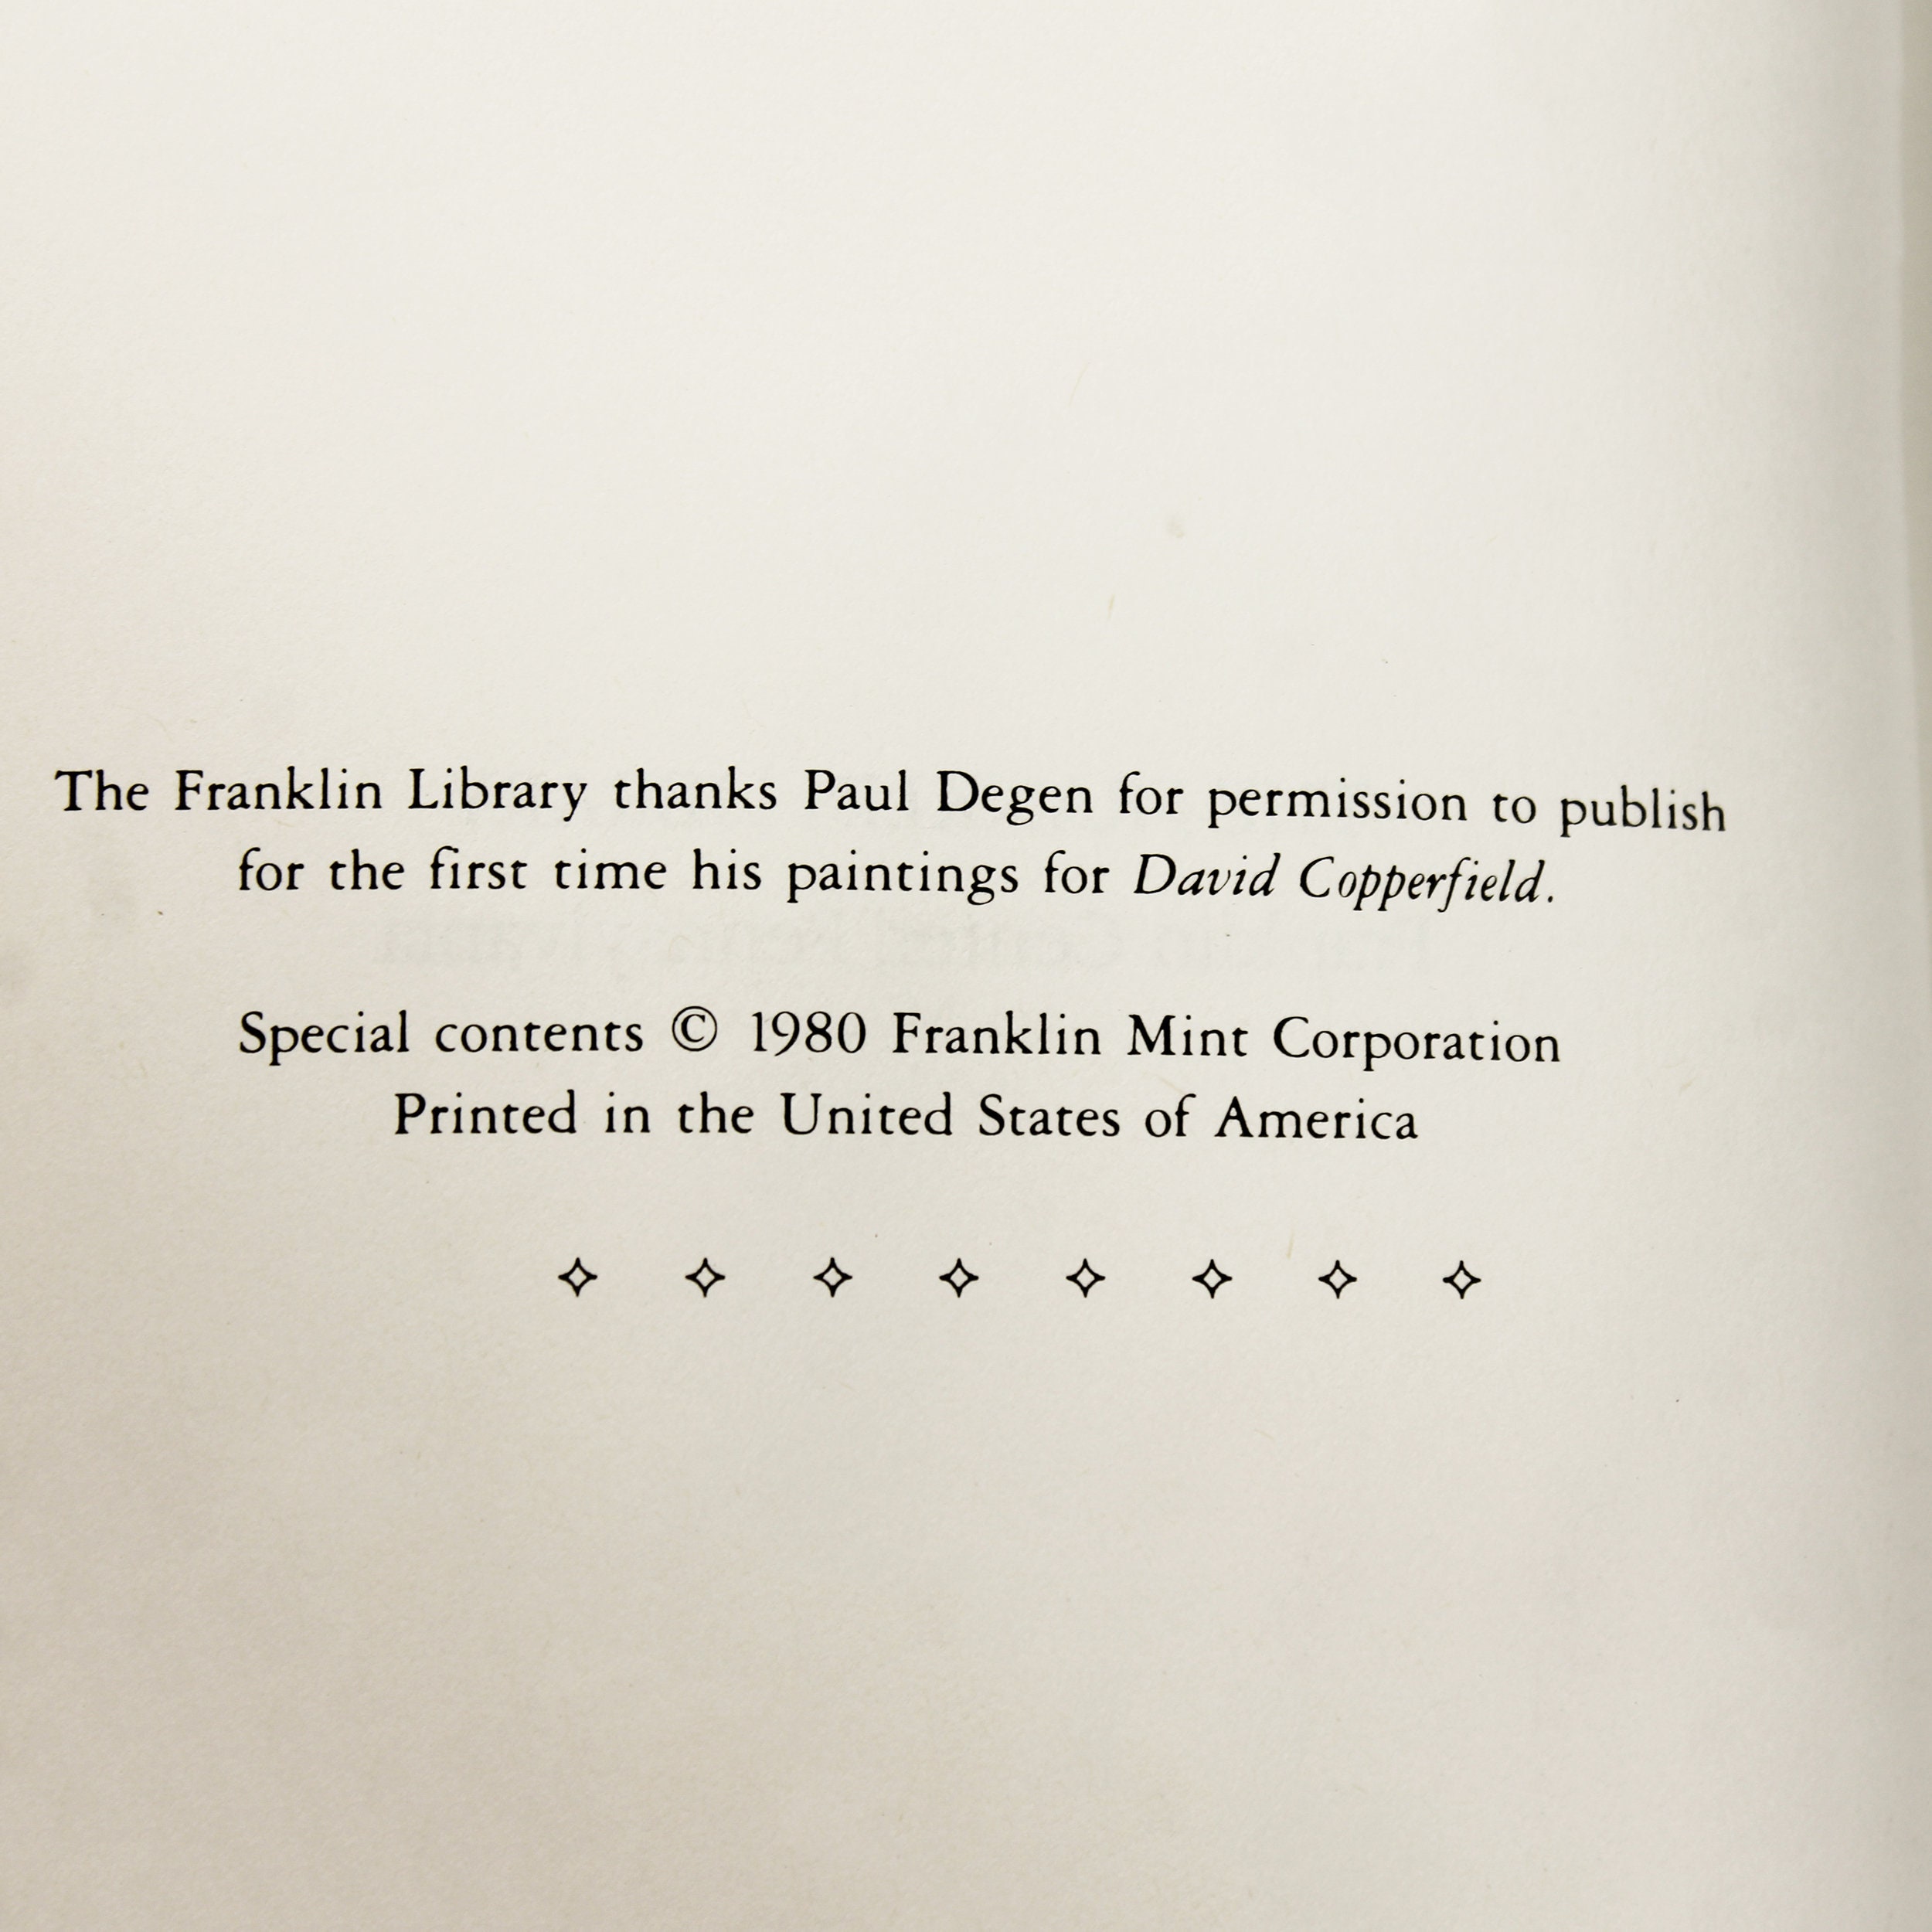 The Franklin Library thanks Paul Degen for permission to publish
for the first time his paintings for David Copperfield.
Special contents © 1980 Franklin Mint Corporation
Printed in the United States of America